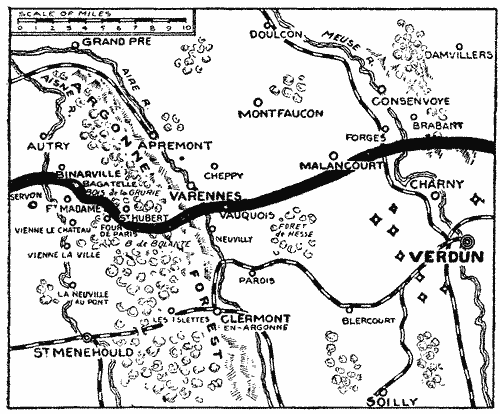 SCALE OF MILES
0 1 2 3 4 5 6 7 8 9 10
GRAND PRÉ
DOULCON
MEUSE R.
DAMVILLERS
AISNE R.
AIRE R.
ARGONNE
CONSENVOYE
MONTFAUCON
BRABANT
FORGES
AUTRY
APREMONT
MALANCOURT
BINARVILLE
CHEPPY
BAGATELLE
BOIS DE LA GRURIE
VARENNES
CHARNY
SERVON
FT MADAME
ST HUBERT
VAUQUOIS
VIENNE LE CHATEAU
FOUR DE PARIS
FORET DE HESSE
B de BOLANTE
NEUVILLY
VIENNE LA VILLE
VERDUN
PAROIS
LA NEUVILLE AU PONT
FOREST
LES ISLETTES
CLERMONT
EN-ARGONNE
BLERCOURT
ST MENEHOULD
SOILLY